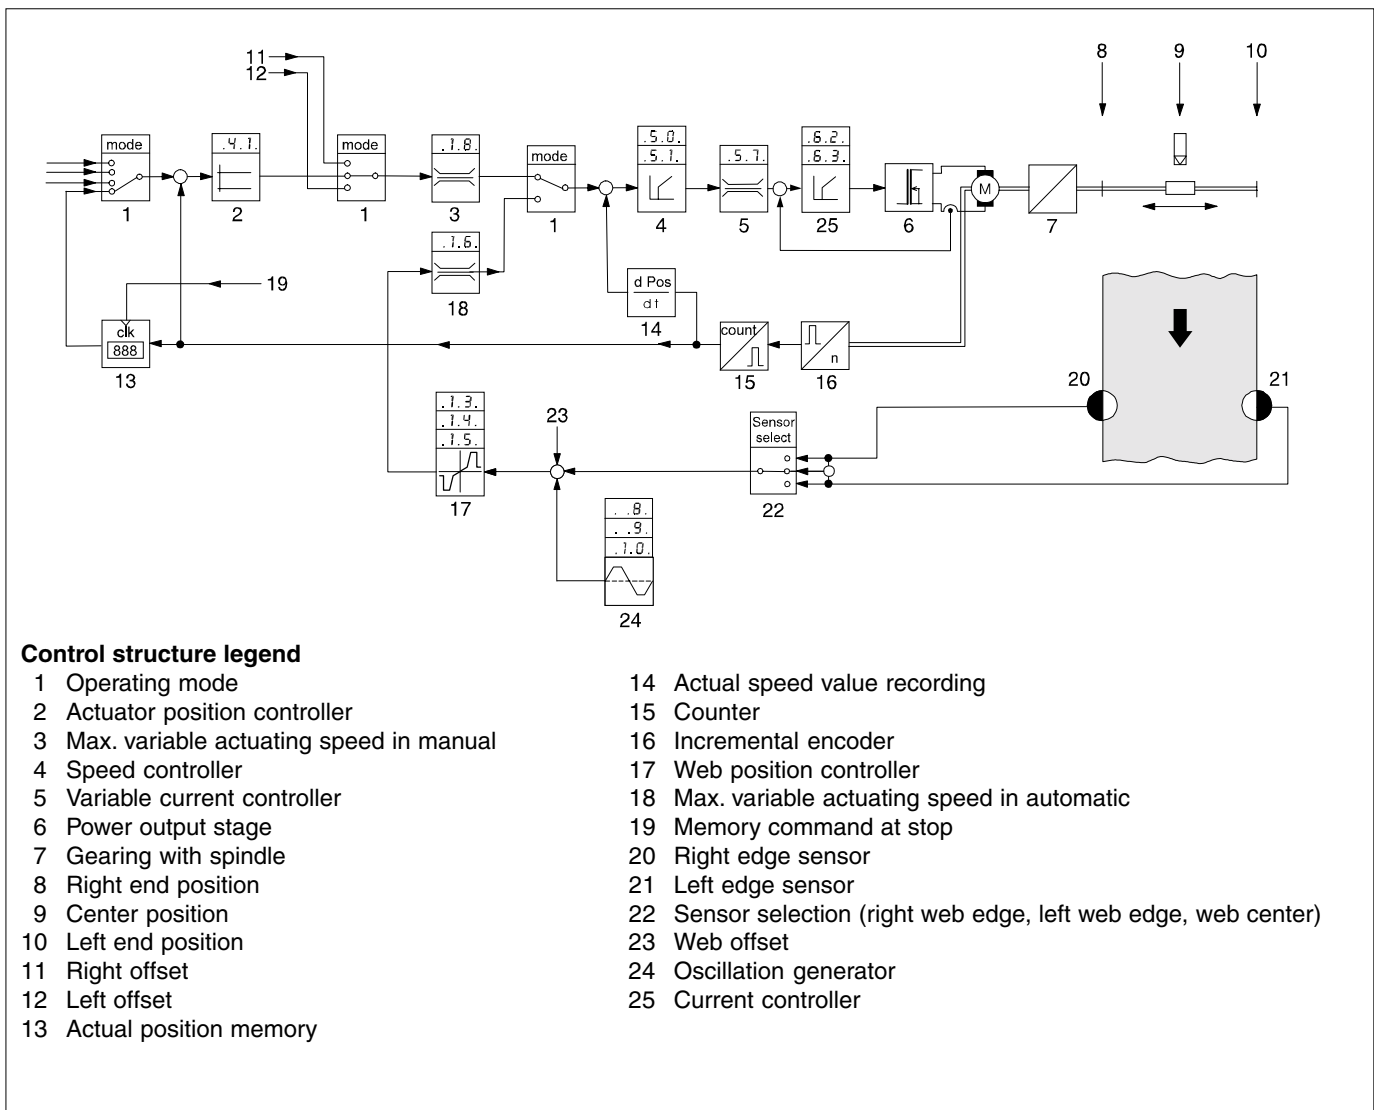 11
12
8
9
10
mode
.4.1.
mode
.1.8.
mode
.5.0.
.5.1.
.5.7.
.6.2.
.6.3.
M
1
2
1
3
1
4
5
25
6
7
.1.6.
18
19
d Pos
dt
14
clk
888
13
count
15
n
16
20
21
.1.3.
.1.4.
.1.5.
17
23
Sensor
select
22
. .8.
. .9.
.1.0.
24
Control structure legend
1 Operating mode
2 Actuator position controller
3 Max. variable actuating speed in manual
4 Speed controller
5 Variable current controller
6 Power output stage
7 Gearing with spindle
8 Right end position
9 Center position
10 Left end position
11 Right offset
12 Left offset
13 Actual position memory
14 Actual speed value recording
15 Counter
16 Incremental encoder
17 Web position controller
18 Max. variable actuating speed in automatic
19 Memory command at stop
20 Right edge sensor
21 Left edge sensor
22 Sensor selection (right web edge, left web edge, web center)
23 Web offset
24 Oscillation generator
25 Current controller